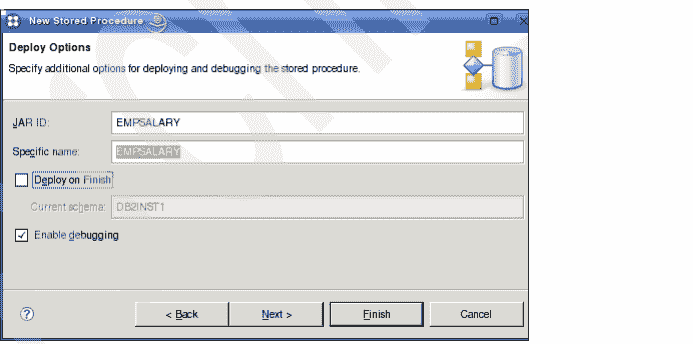 New Stored Procedure
Deploy Options
Specify additional options for deploying and debugging the stored procedure.
JAR ID: EMPSALARY
Specific name: EMPSALARY
Deploy on Finish
Current schema: DB2INST1
Enable debugging
? < Back Next > Finish Cancel